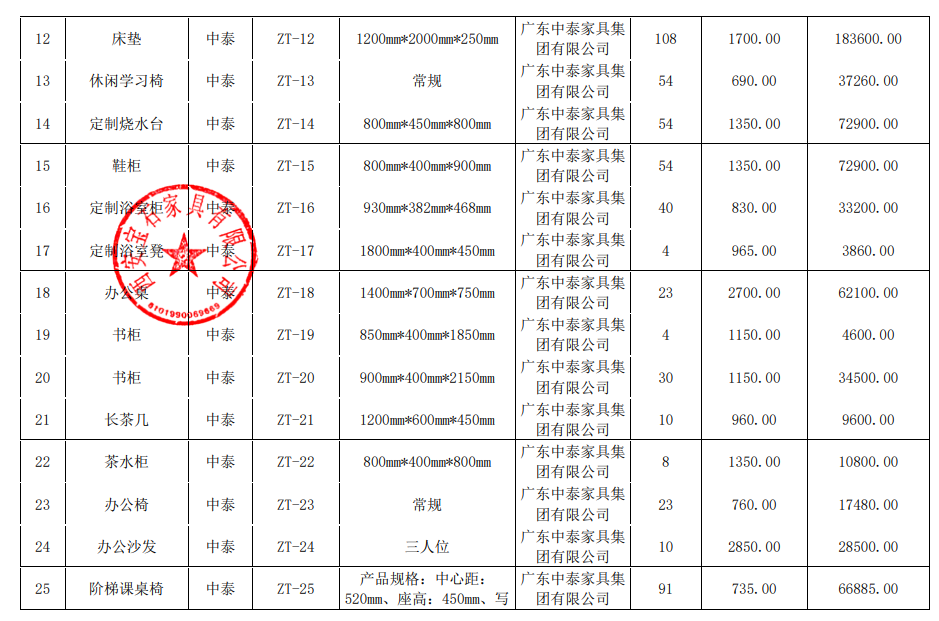 12 床垫 中泰 ZT-12 1200mm*2000mm*250mm 广东中泰家具集团有限公司 108 1700.00 183600.00
13 休闲学习椅 中泰 ZT-13 常规 广东中泰家具集团有限公司 54 690.00 37260.00
14 定制烧水台 中泰 ZT-14 800mm*450mm*800mm 广东中泰家具集团有限公司 54 1350.00 72900.00
15 鞋柜 中泰 ZT-15 800mm*400mm*900mm 广东中泰家具集团有限公司 54 1350.00 72900.00
16 定制浴室柜 中泰 ZT-16 930mm*382mm*468mm 广东中泰家具集团有限公司 40 830.00 33200.00
17 定制浴室凳 中泰 ZT-17 1800mm*400mm*450mm 广东中泰家具集团有限公司 4 965.00 3860.00
18 办公桌 中泰 ZT-18 1400mm*700mm*750mm 广东中泰家具集团有限公司 23 2700.00 62100.00
19 书柜 中泰 ZT-19 850mm*400mm*1850mm 广东中泰家具集团有限公司 4 1150.00 4600.00
20 书柜 中泰 ZT-20 900mm*400mm*2150mm 广东中泰家具集团有限公司 30 1150.00 34500.00
21 长茶几 中泰 ZT-21 1200mm*600mm*450mm 广东中泰家具集团有限公司 10 960.00 9600.00
22 茶水柜 中泰 ZT-22 800mm*400mm*800mm 广东中泰家具集团有限公司 8 1350.00 10800.00
23 办公椅 中泰 ZT-23 常规 广东中泰家具集团有限公司 23 760.00 17480.00
24 办公沙发 中泰 ZT-24 三人位 广东中泰家具集团有限公司 10 2850.00 28500.00
25 阶梯课桌椅 中泰 ZT-25 产品规格：中心距：520mm、座高：450mm、写 广东中泰家具集团有限公司 91 735.00 66885.00
西安宝石家具有限公司